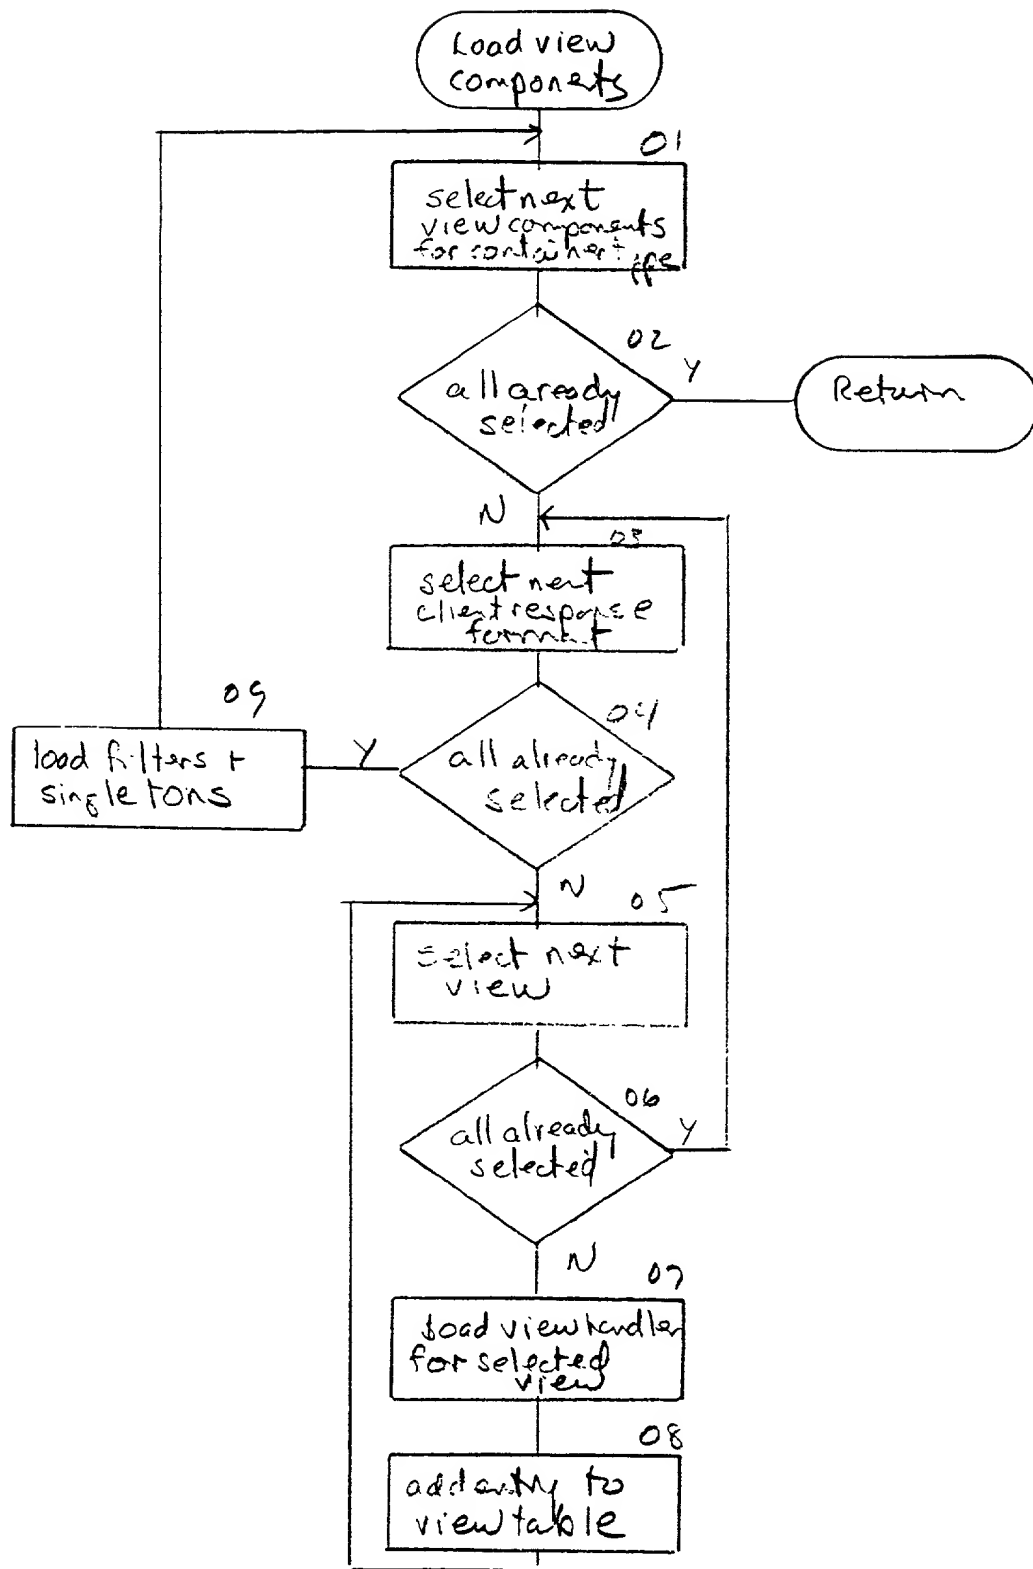 Load view
components
01
select next
view components
for container type
02
all aready
selected
Y
Return
N
03
select next
client response
format
09
load filters +
singletons
Y
04
all already
selected
N
05
Select next
view
06
all already
selected
Y
N
07
Load view handler
for selected
view
08
add entry to
view table